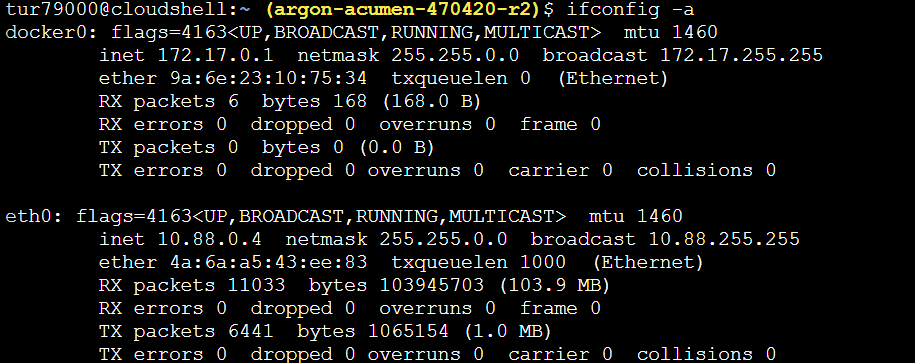 tur79000@cloudshell:~ (argon-acumen-470420-r2)$ ifconfig -a
docker0: flags=4163<UP,BROADCAST,RUNNING,MULTICAST>  mtu 1460
        inet 172.17.0.1  netmask 255.255.0.0  broadcast 172.17.255.255
        ether 9a:6e:23:10:75:34  txqueuelen 0  (Ethernet)
        RX packets 6  bytes 168 (168.0 B)
        RX errors 0  dropped 0  overruns 0  frame 0
        TX packets 0  bytes 0 (0.0 B)
        TX errors 0  dropped 0 overruns 0  carrier 0  collisions 0

eth0: flags=4163<UP,BROADCAST,RUNNING,MULTICAST>  mtu 1460
        inet 10.88.0.4  netmask 255.255.0.0  broadcast 10.88.255.255
        ether 4a:6a:a5:43:ee:83  txqueuelen 1000  (Ethernet)
        RX packets 11033  bytes 103945703 (103.9 MB)
        RX errors 0  dropped 0  overruns 0  frame 0
        TX packets 6441  bytes 1065154 (1.0 MB)
        TX errors 0  dropped 0 overruns 0  carrier 0  collisions 0